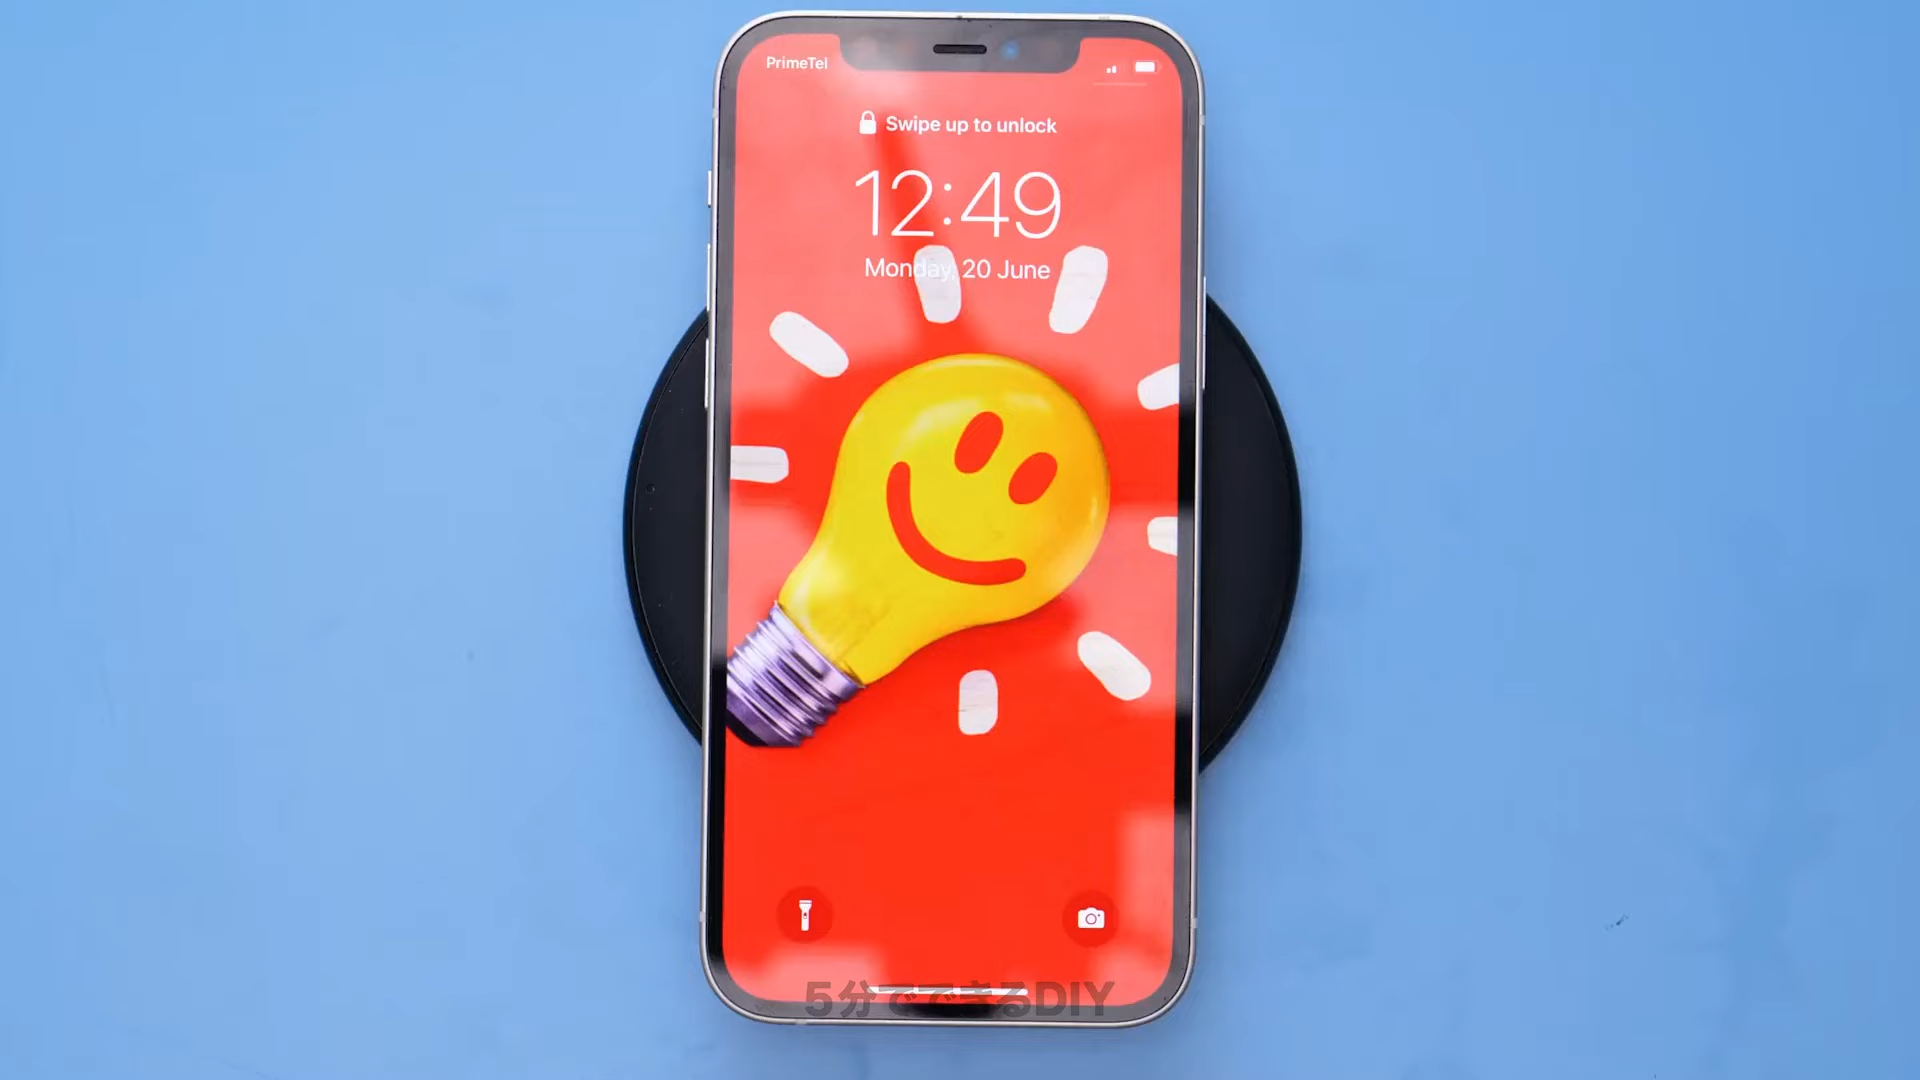 PrimeTel
Swipe up to unlock
12:49
Monday, 20 June
5分でできるDIY